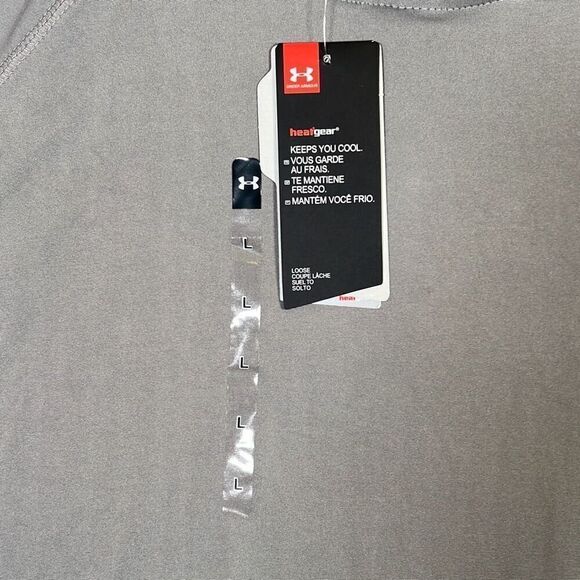 UNDER ARMOUR
heatgear®
KEEPS YOU COOL.
VOUS GARDE
AU FRAIS.
TE MANTIENE
FRESCO.
MANTÉM VOCÊ FRIO.
LOOSE
COUPE LÂCHE
SUELTO
SOLTO
heat
L
L
L
L
L